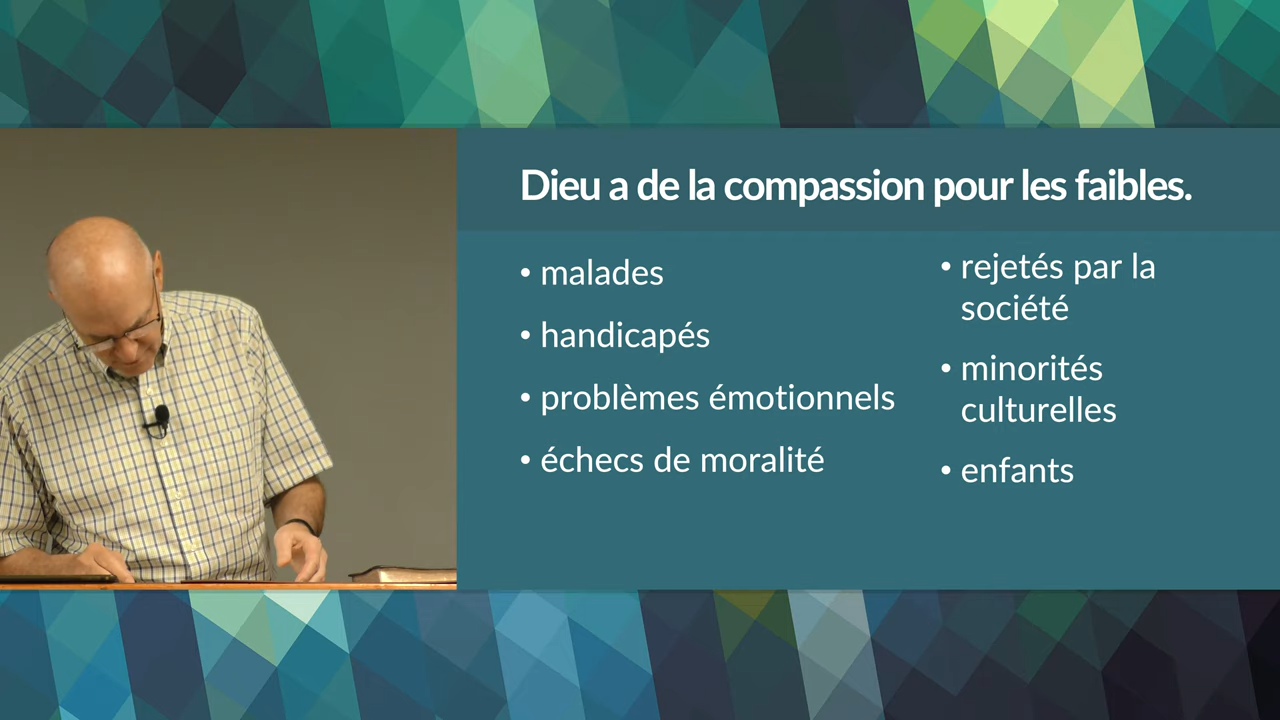 Dieu a de la compassion pour les faibles.
• malades
• handicapés
• problèmes émotionnels
• échecs de moralité
• rejetés par la
société
• minorités
culturelles
• enfants